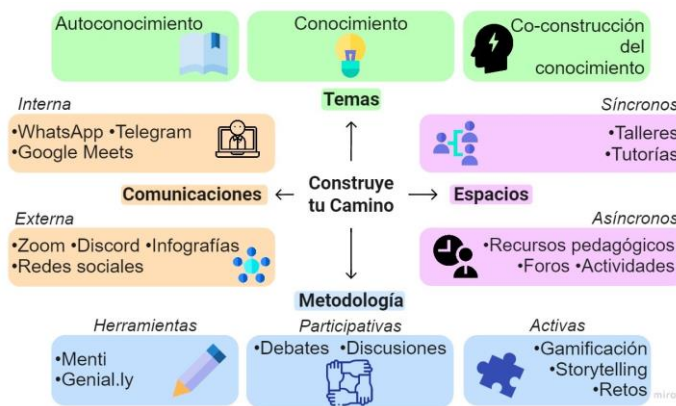 Autoconocimiento
Conocimiento
Co-construcción
del
conocimiento
Temas
Interna
•WhatsApp •Telegram
•Google Meets
Síncronos
•Talleres
•Tutorías
Comunicaciones
Construye
tu Camino
Espacios
Externa
•Zoom •Discord •Infografías
•Redes sociales
Asíncronos
•Recursos pedagógicos
•Foros •Actividades
Metodología
Herramientas
•Menti
•Genial.ly
Participativas
•Debates •Discusiones
Activas
•Gamificación
•Storytelling
•Retos
miro